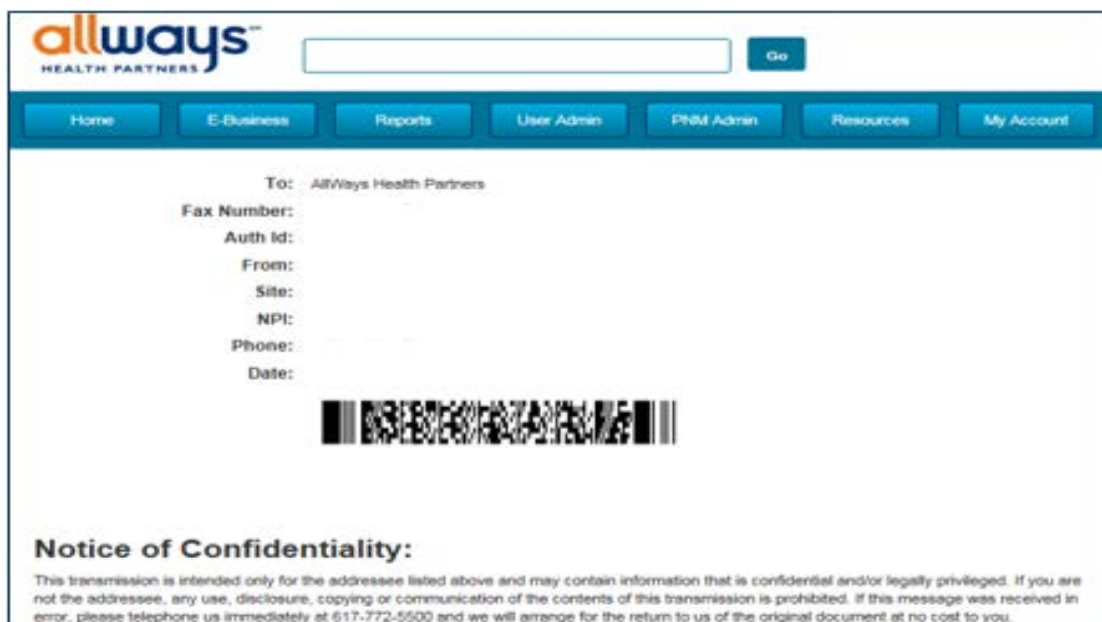 allways
HEALTH PARTNERS
Go
Home E-Business Reports User Admin PNM Admin Resources My Account
To: AllWays Health Partners
Fax Number:
Auth Id:
From:
Site:
NPI:
Phone:
Date:
Notice of Confidentiality:
This transmission is intended only for the addressee listed above and may contain information that is confidential and/or legally privileged. If you are
not the addressee, any use, disclosure, copying or communication of the contents of this transmission is prohibited. If this message was received in
error, please telephone us immediately at 617-772-5500 and we will arrange for the return to us of the original document at no cost to you.